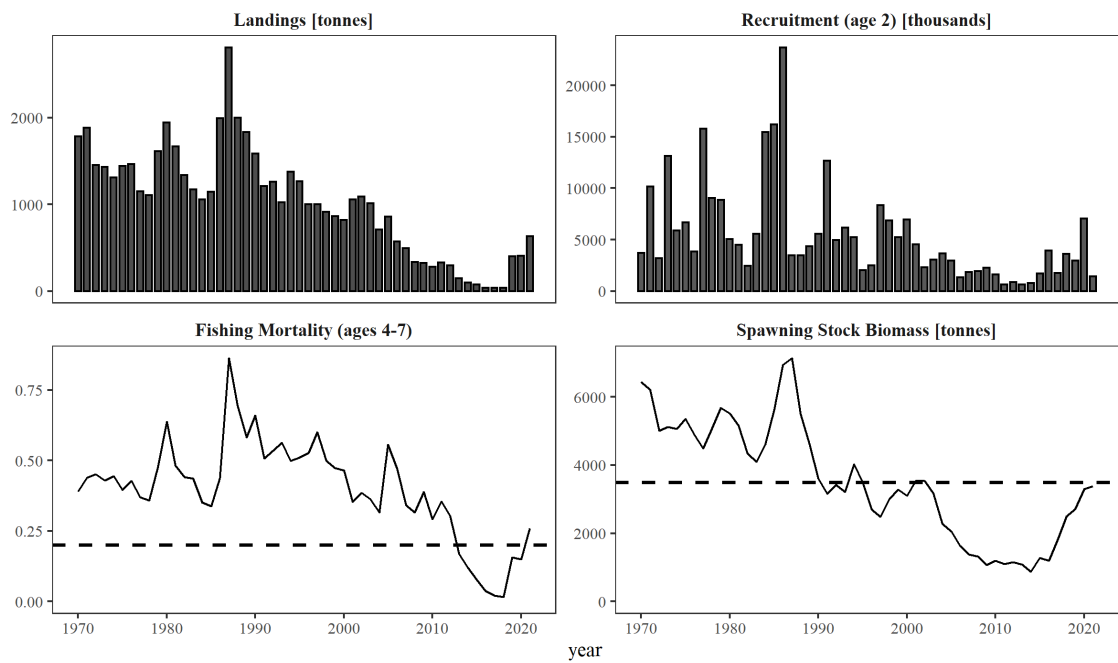 Landings [tonnes]
2000
1000
0
Recruitment (age 2) [thousands]
20000
15000
10000
5000
0
Fishing Mortality (ages 4-7)
0.75
0.50
0.25
0.00
1970 1980 1990 2000 2010 2020
Spawning Stock Biomass [tonnes]
6000
4000
2000
0
1970 1980 1990 2000 2010 2020
year